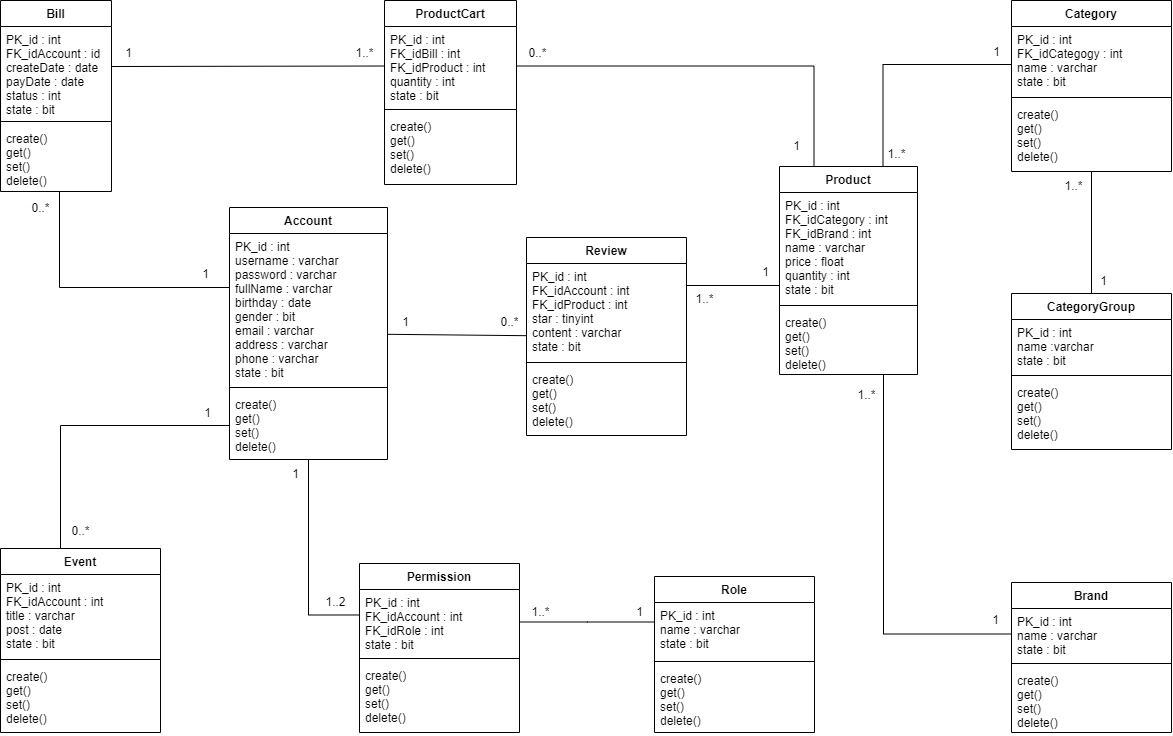 Bill
PK_id : int
FK_idAccount : id
createDate : date
payDate : date
status : int
state : bit
create()
get()
set()
delete()
1
1..*
ProductCart
PK_id : int
FK_idBill : int
FK_idProduct : int
quantity : int
state : bit
create()
get()
set()
delete()
0..*
1
Category
PK_id : int
FK_idCategogy : int
name : varchar
state : bit
create()
get()
set()
delete()
1
1..*
1..*
1
0..*
1
Account
PK_id : int
username : varchar
password : varchar
fullName : varchar
birthday : date
gender : bit
email : varchar
address : varchar
phone : varchar
state : bit
create()
get()
set()
delete()
1
0..*
Review
PK_id : int
FK_idAccount : int
FK_idProduct : int
star : tinyint
content : varchar
state : bit
create()
get()
set()
delete()
1..*
1
Product
PK_id : int
FK_idCategory : int
FK_idBrand : int
name : varchar
price : float
quantity : int
state : bit
create()
get()
set()
delete()
1..*
1
CategoryGroup
PK_id : int
name :varchar
state : bit
create()
get()
set()
delete()
1
0..*
1
1..2
Event
PK_id : int
FK_idAccount : int
title : varchar
post : date
state : bit
create()
get()
set()
delete()
Permission
PK_id : int
FK_idAccount : int
FK_idRole : int
state : bit
create()
get()
set()
delete()
1..*
1
Role
PK_id : int
name : varchar
state : bit
create()
get()
set()
delete()
Brand
PK_id : int
name : varchar
state : bit
create()
get()
set()
delete()